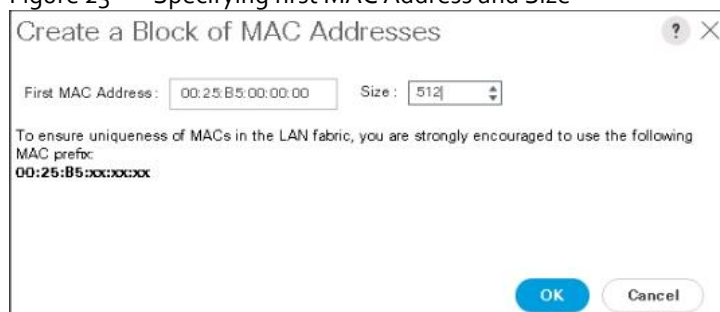 Figure 23 Specifying first MAC Address and Size
Create a Block of MAC Addresses ? ×
First MAC Address : 00:25:B5:00:00:00 Size : 512
To ensure uniqueness of MACs in the LAN fabric, you are strongly encouraged to use the following
MAC prefix:
00:25:B5:xx:xx:xx
OK Cancel